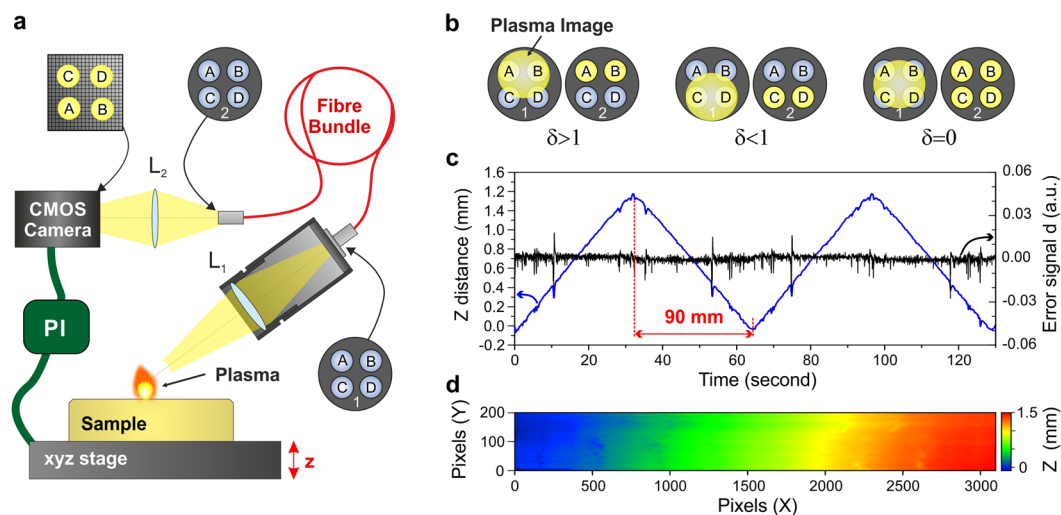 a
C D
A B
A B
C D
2
Fibre
Bundle
L2
CMOS
Camera
L1
PI
A B
C D
1
Plasma
Sample
xyz stage
z
b
Plasma Image
A B A B
C D C D
1 2
δ>1
A B A B
C D C D
1 2
δ<1
A B A B
C D C D
1 2
δ=0
c
Z distance (mm)
1.6
1.4
1.2
1.0
0.8
0.6
0.4
0.2
0.0
-0.2
0.06
0.03
0.00
-0.03
-0.06
Error signal d (a.u.)
90 mm
0 20 40 60 80 100 120
Time (second)
d
Pixels (Y)
200
100
0
0 500 1000 1500 2000 2500 3000
Pixels (X)
1.5
0
Z (mm)